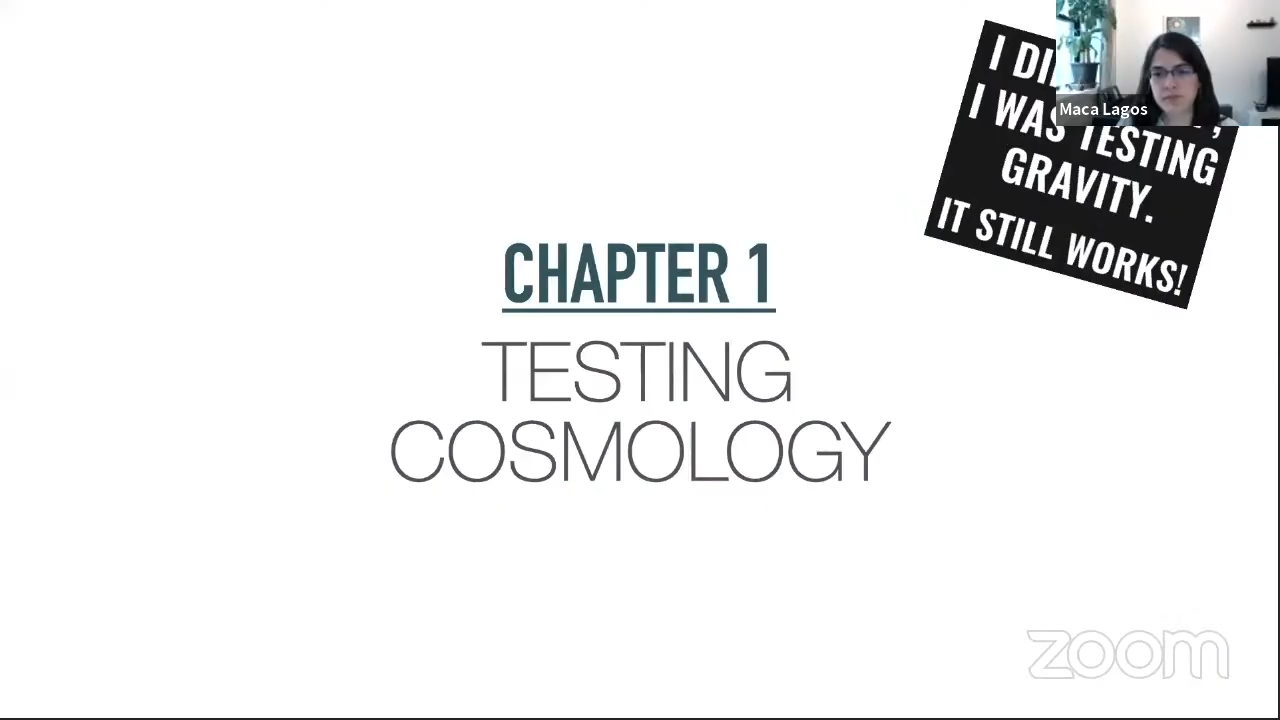 I DI
I WAS TESTING
GRAVITY.
IT STILL WORKS!
Maca Lagos
CHAPTER 1
TESTING
COSMOLOGY
zoom